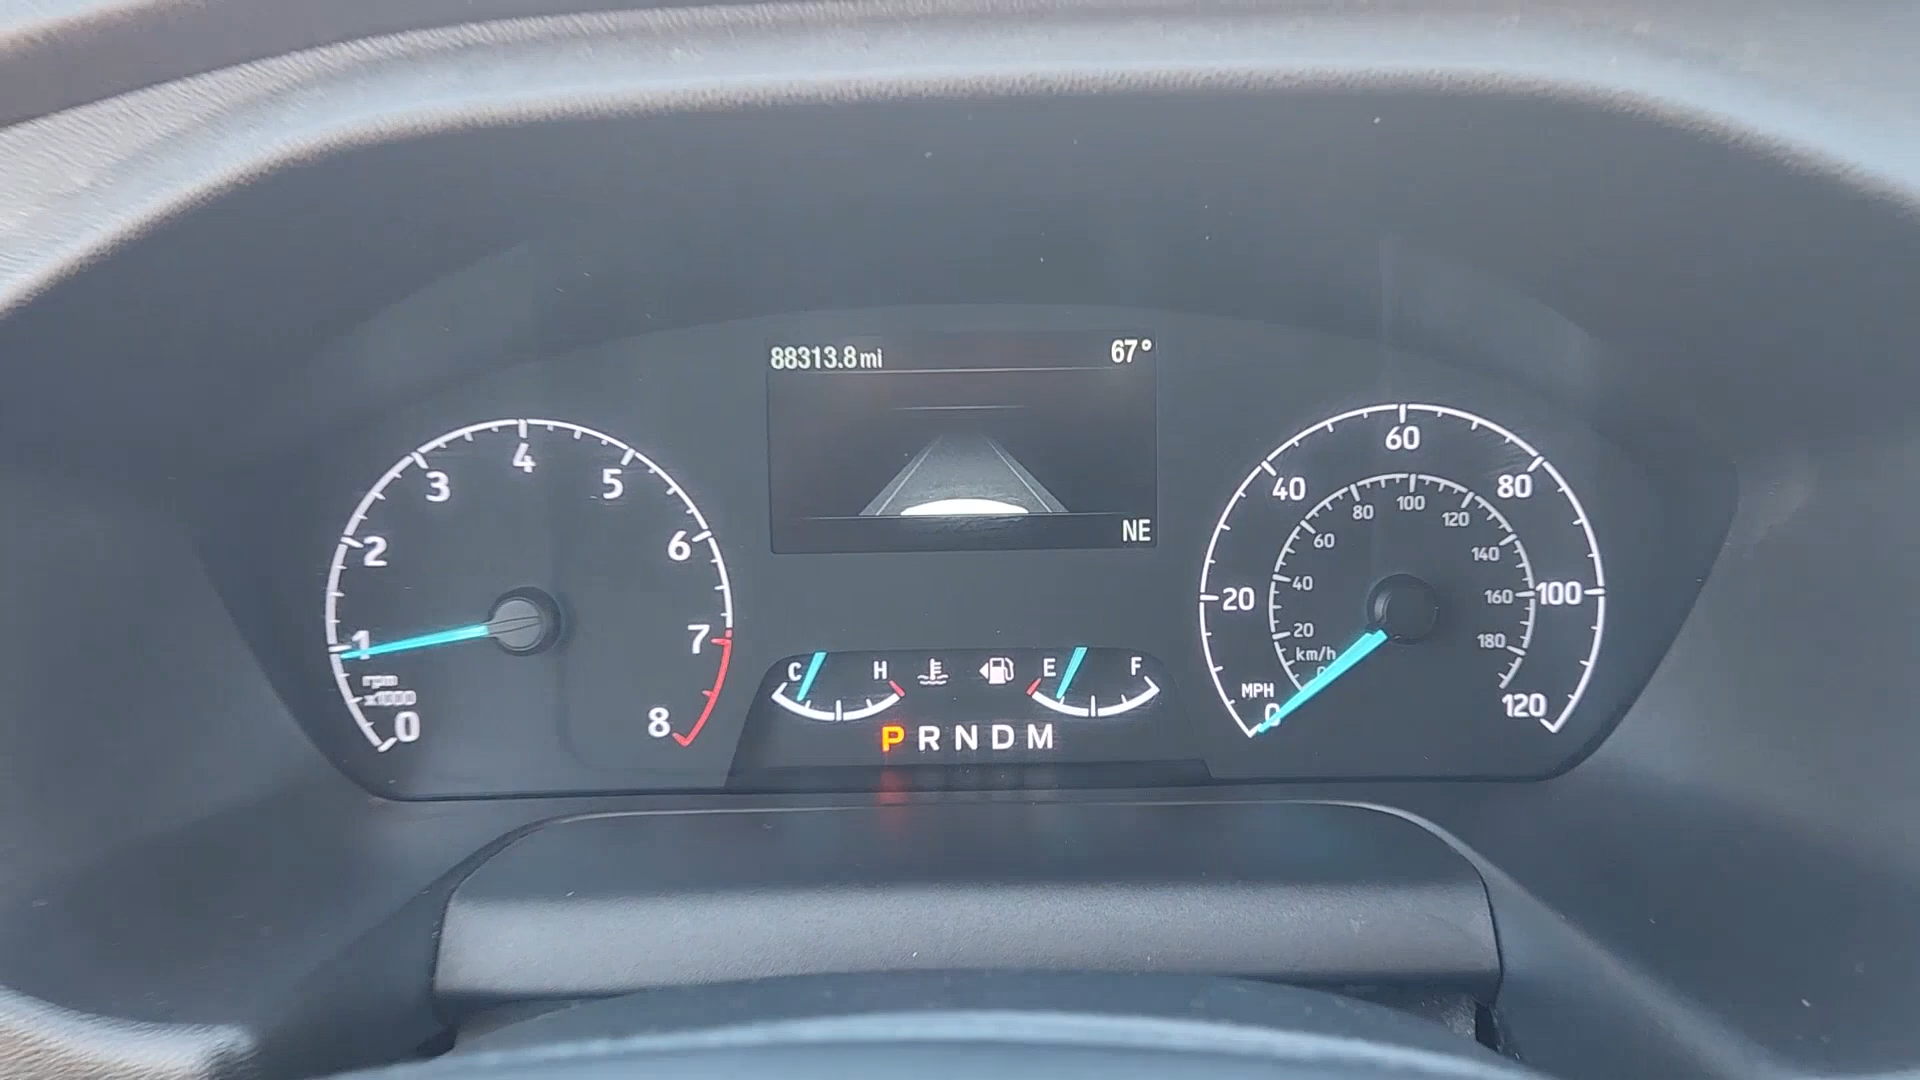 88313.8 mi 67°
NE
0 1 2 3 4 5 6 7 8
rpm
x1000
C H
E F
P R N D M
0 20 40 60 80 100 120
MPH
20 40 60 80 100 120 140 160 180
km/h